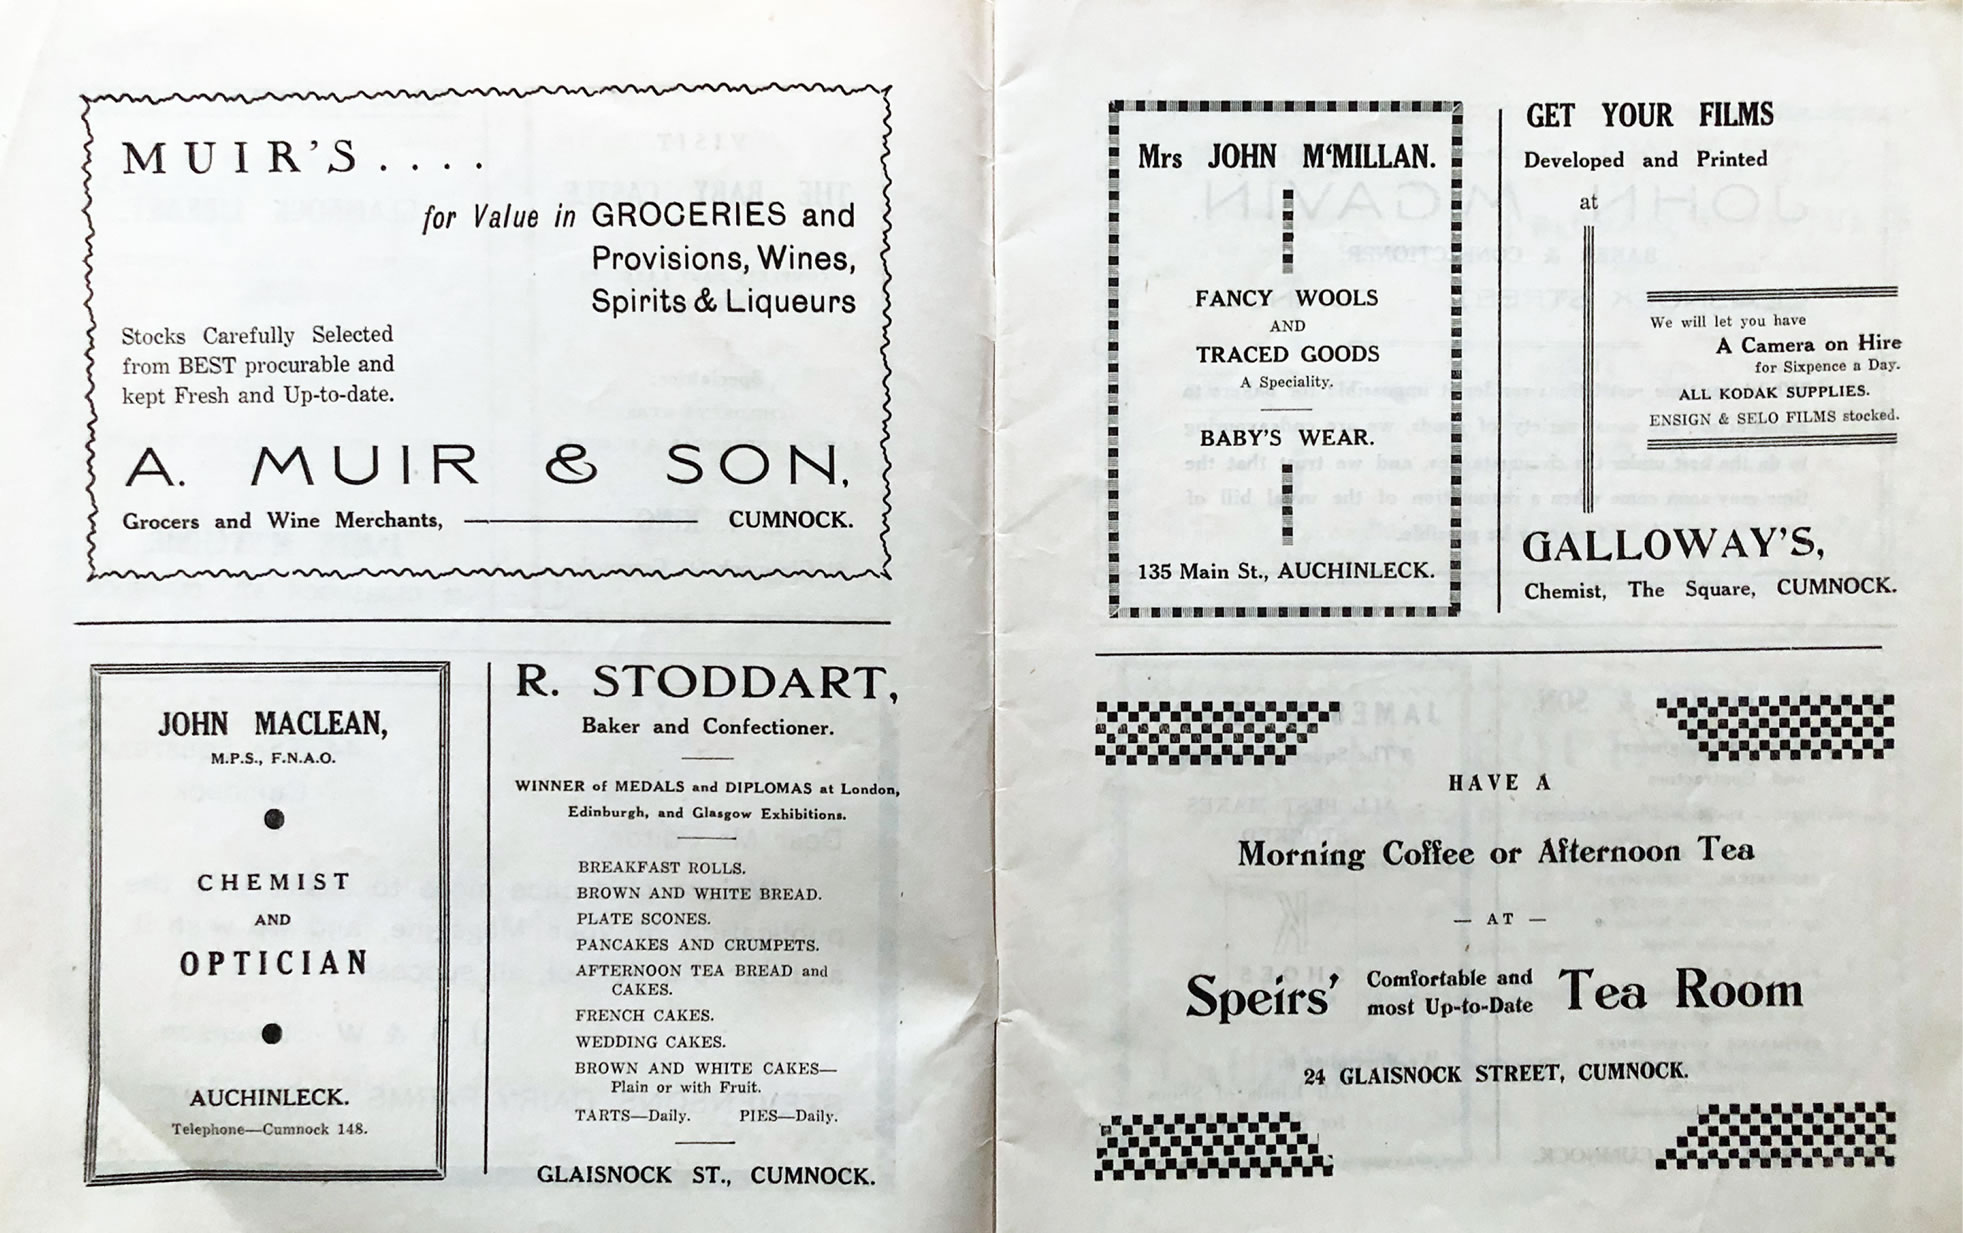 MUIR'S....
for Value in GROCERIES and
Provisions, Wines,
Spirits & Liqueurs
Stocks Carefully Selected
from BEST procurable and
kept Fresh and Up-to-date.
A. MUIR & SON,
Grocers and Wine Merchants, CUMNOCK.
JOHN MACLEAN,
M.P.S., F.N.A.O.
CHEMIST
AND
OPTICIAN
AUCHINLECK.
Telephone—Cumnock 148.
R. STODDART,
Baker and Confectioner.
WINNER of MEDALS and DIPLOMAS at London,
Edinburgh, and Glasgow Exhibitions.
BREAKFAST ROLLS.
BROWN AND WHITE BREAD.
PLATE SCONES.
PANCAKES AND CRUMPETS.
AFTERNOON TEA BREAD and
CAKES.
FRENCH CAKES.
WEDDING CAKES.
BROWN AND WHITE CAKES—
Plain or with Fruit.
TARTS—Daily. PIES—Daily.
GLAISNOCK ST., CUMNOCK.
Mrs JOHN M‘MILLAN.
FANCY WOOLS
AND
TRACED GOODS
A Speciality.
BABY'S WEAR.
135 Main St., AUCHINLECK.
GET YOUR FILMS
Developed and Printed
at
We will let you have
A Camera on Hire
for Sixpence a Day.
ALL KODAK SUPPLIES.
ENSIGN & SELO FILMS stocked.
GALLOWAY'S,
Chemist, The Square, CUMNOCK.
HAVE A
Morning Coffee or Afternoon Tea
— AT —
Speirs' Comfortable and
most Up-to-Date Tea Room
24 GLAISNOCK STREET, CUMNOCK.